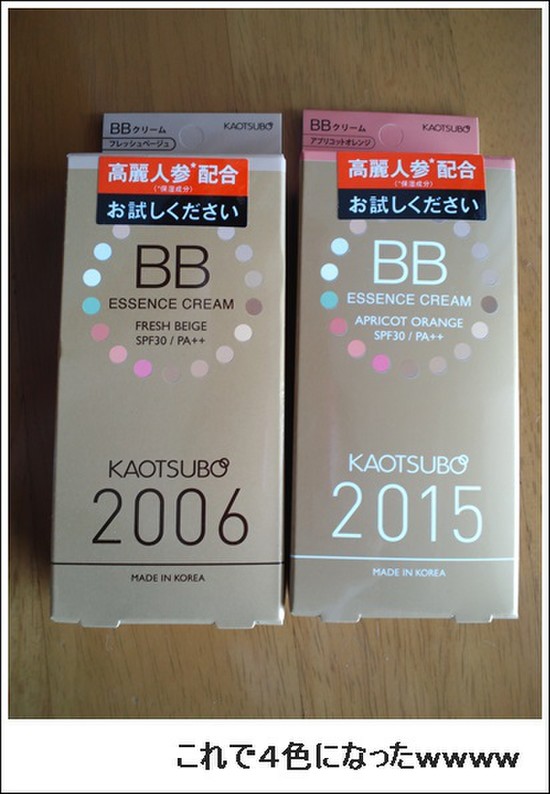 BBクリーム
KAOTSUBO
フレッシュベージュ
高麗人参*配合
(*保湿成分)
お試しください
BB
ESSENCE CREAM
FRESH BEIGE
SPF30 / PA++
KAOTSUBO
2006
MADE IN KOREA
BBクリーム
KAOTSUBO
アプリコットオレンジ
高麗人参*配合
(*保湿成分)
お試しください
BB
ESSENCE CREAM
APRICOT ORANGE
SPF30 / PA++
KAOTSUBO
2015
MADE IN KOREA
これで4色になったwwww